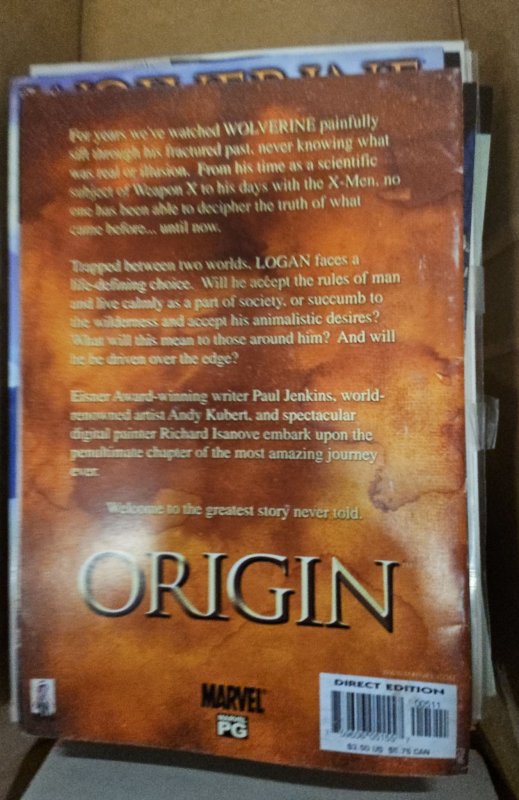 WOLVERINE
For years we've watched WOLVERINE painfully
sift through his fractured past, never knowing what
was real or illusion. From his time as a scientific
subject of Weapon X to his days with the X-Men, no
one has been able to decipher the truth of what
came before... until now.
Trapped between two worlds, LOGAN faces a
life-defining choice. Will he accept the rules of man
and live calmly as a part of society, or succumb to
the wilderness and accept his animalistic desires?
What will this mean to those around him? And will
he be driven over the edge?
Eisner Award-winning writer Paul Jenkins, world-
renowned artist Andy Kubert, and spectacular
digital painter Richard Isanove embark upon the
penultimate chapter of the most amazing journey
ever.
Welcome to the greatest story never told.
ORIGIN
MARVEL
MARVEL
PG
DIRECT EDITION
00511
$3.50 US $5.75 CAN